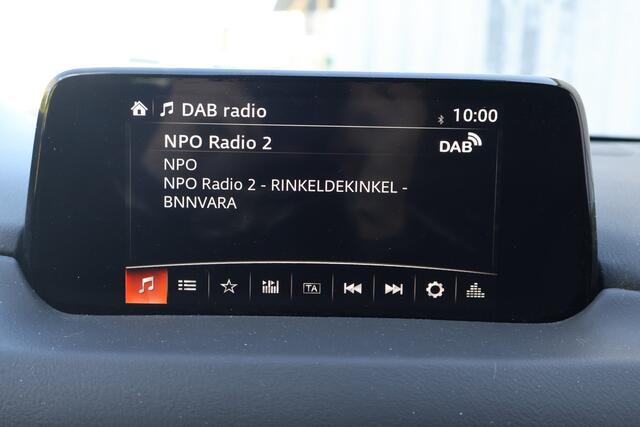 DAB radio 10:00
NPO Radio 2 DAB
NPO
NPO Radio 2 - RINKELDEKINKEL -
BNNVARA
TA